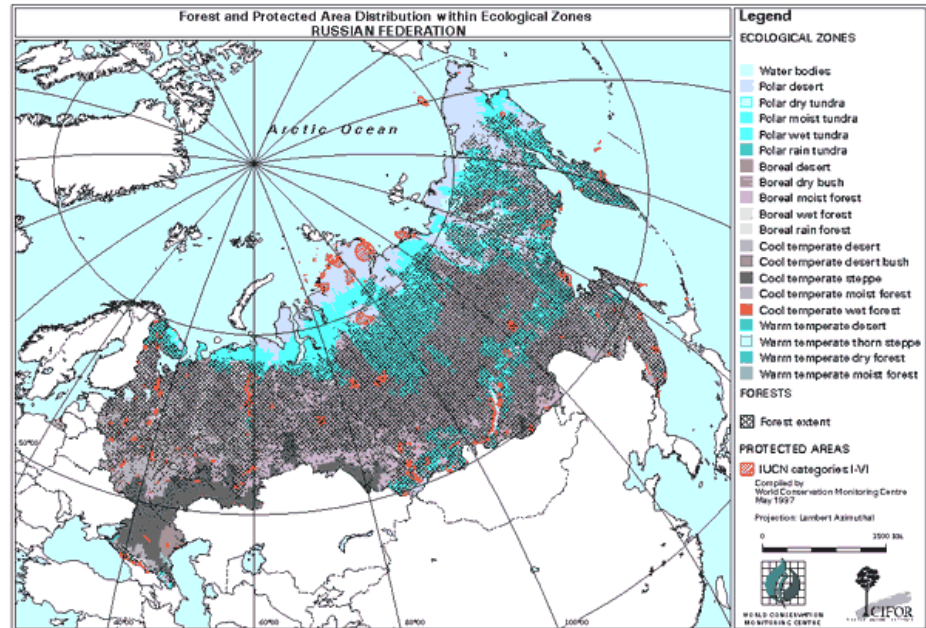 Forest and Protected Area Distribution within Ecological Zones
RUSSIAN FEDERATION
Arctic Ocean
50°00
100°00
Legend
ECOLOGICAL ZONES
Water bodies
Polar desert
Polar dry tundra
Polar moist tundra
Polar wet tundra
Polar rain tundra
Boreal desert
Boreal dry bush
Boreal moist forest
Boreal wet forest
Boreal rain forest
Cool temperate desert
Cool temperate desert bush
Cool temperate steppe
Cool temperate moist forest
Cool temperate wet forest
Warm temperate desert
Warm temperate thorn steppe
Warm temperate dry forest
Warm temperate moist forest
FORESTS
Forest extent
PROTECTED AREAS
IUCN categories I-VI
Compiled by
World Conservation Monitoring Centre
May 1997
Projection: Lambert Azimuthal
0
WORLD CONSERVATION
MONITORING CENTRE
CIFOR